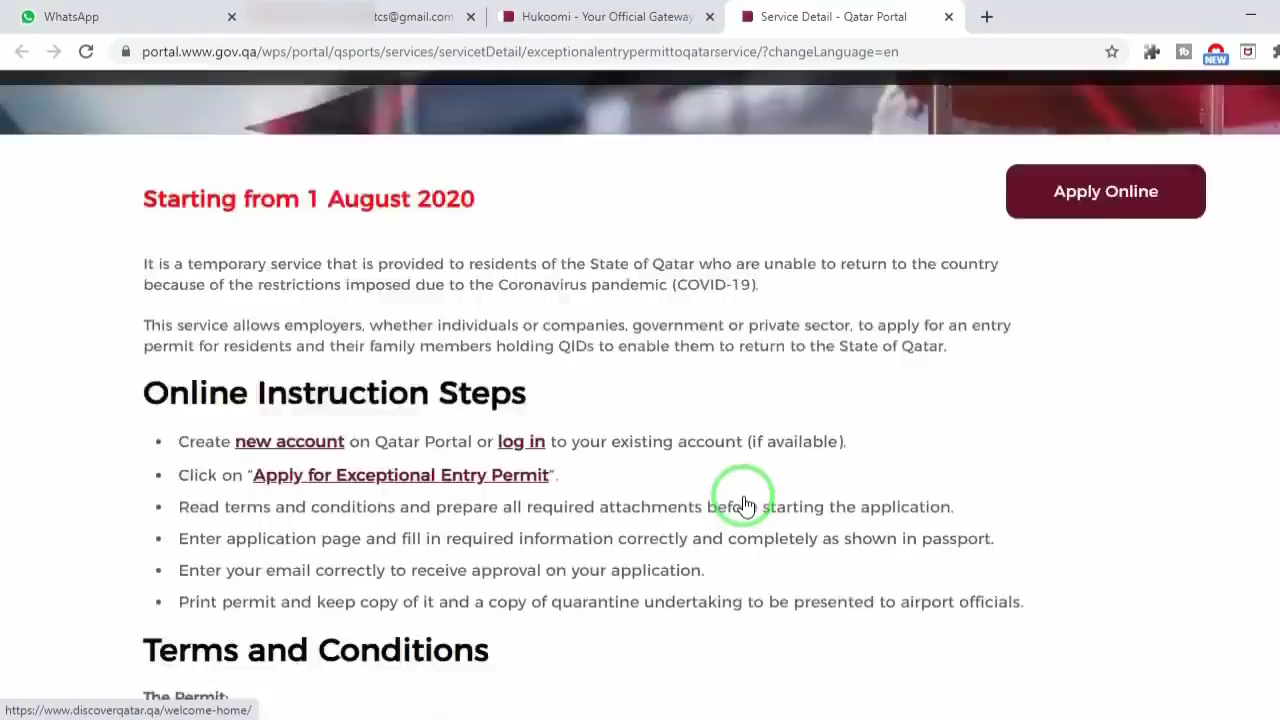 WhatsApp
tcs@gmail.com
Hukoomi - Your Official Gateway
Service Detail - Qatar Portal
portal.www.gov.qa/wps/portal/qsports/services/servicetDetail/exceptionalentrypermittoqatarservice/?changeLanguage=en
NEW
Starting from 1 August 2020
Apply Online
It is a temporary service that is provided to residents of the State of Qatar who are unable to return to the country
because of the restrictions imposed due to the Coronavirus pandemic (COVID-19).
This service allows employers, whether individuals or companies, government or private sector, to apply for an entry
permit for residents and their family members holding QIDs to enable them to return to the State of Qatar.
Online Instruction Steps
• Create new account on Qatar Portal or log in to your existing account (if available).
• Click on “Apply for Exceptional Entry Permit”.
• Read terms and conditions and prepare all required attachments before starting the application.
• Enter application page and fill in required information correctly and completely as shown in passport.
• Enter your email correctly to receive approval on your application.
• Print permit and keep copy of it and a copy of quarantine undertaking to be presented to airport officials.
Terms and Conditions
The Permit:
https://www.discoverqatar.qa/welcome-home/